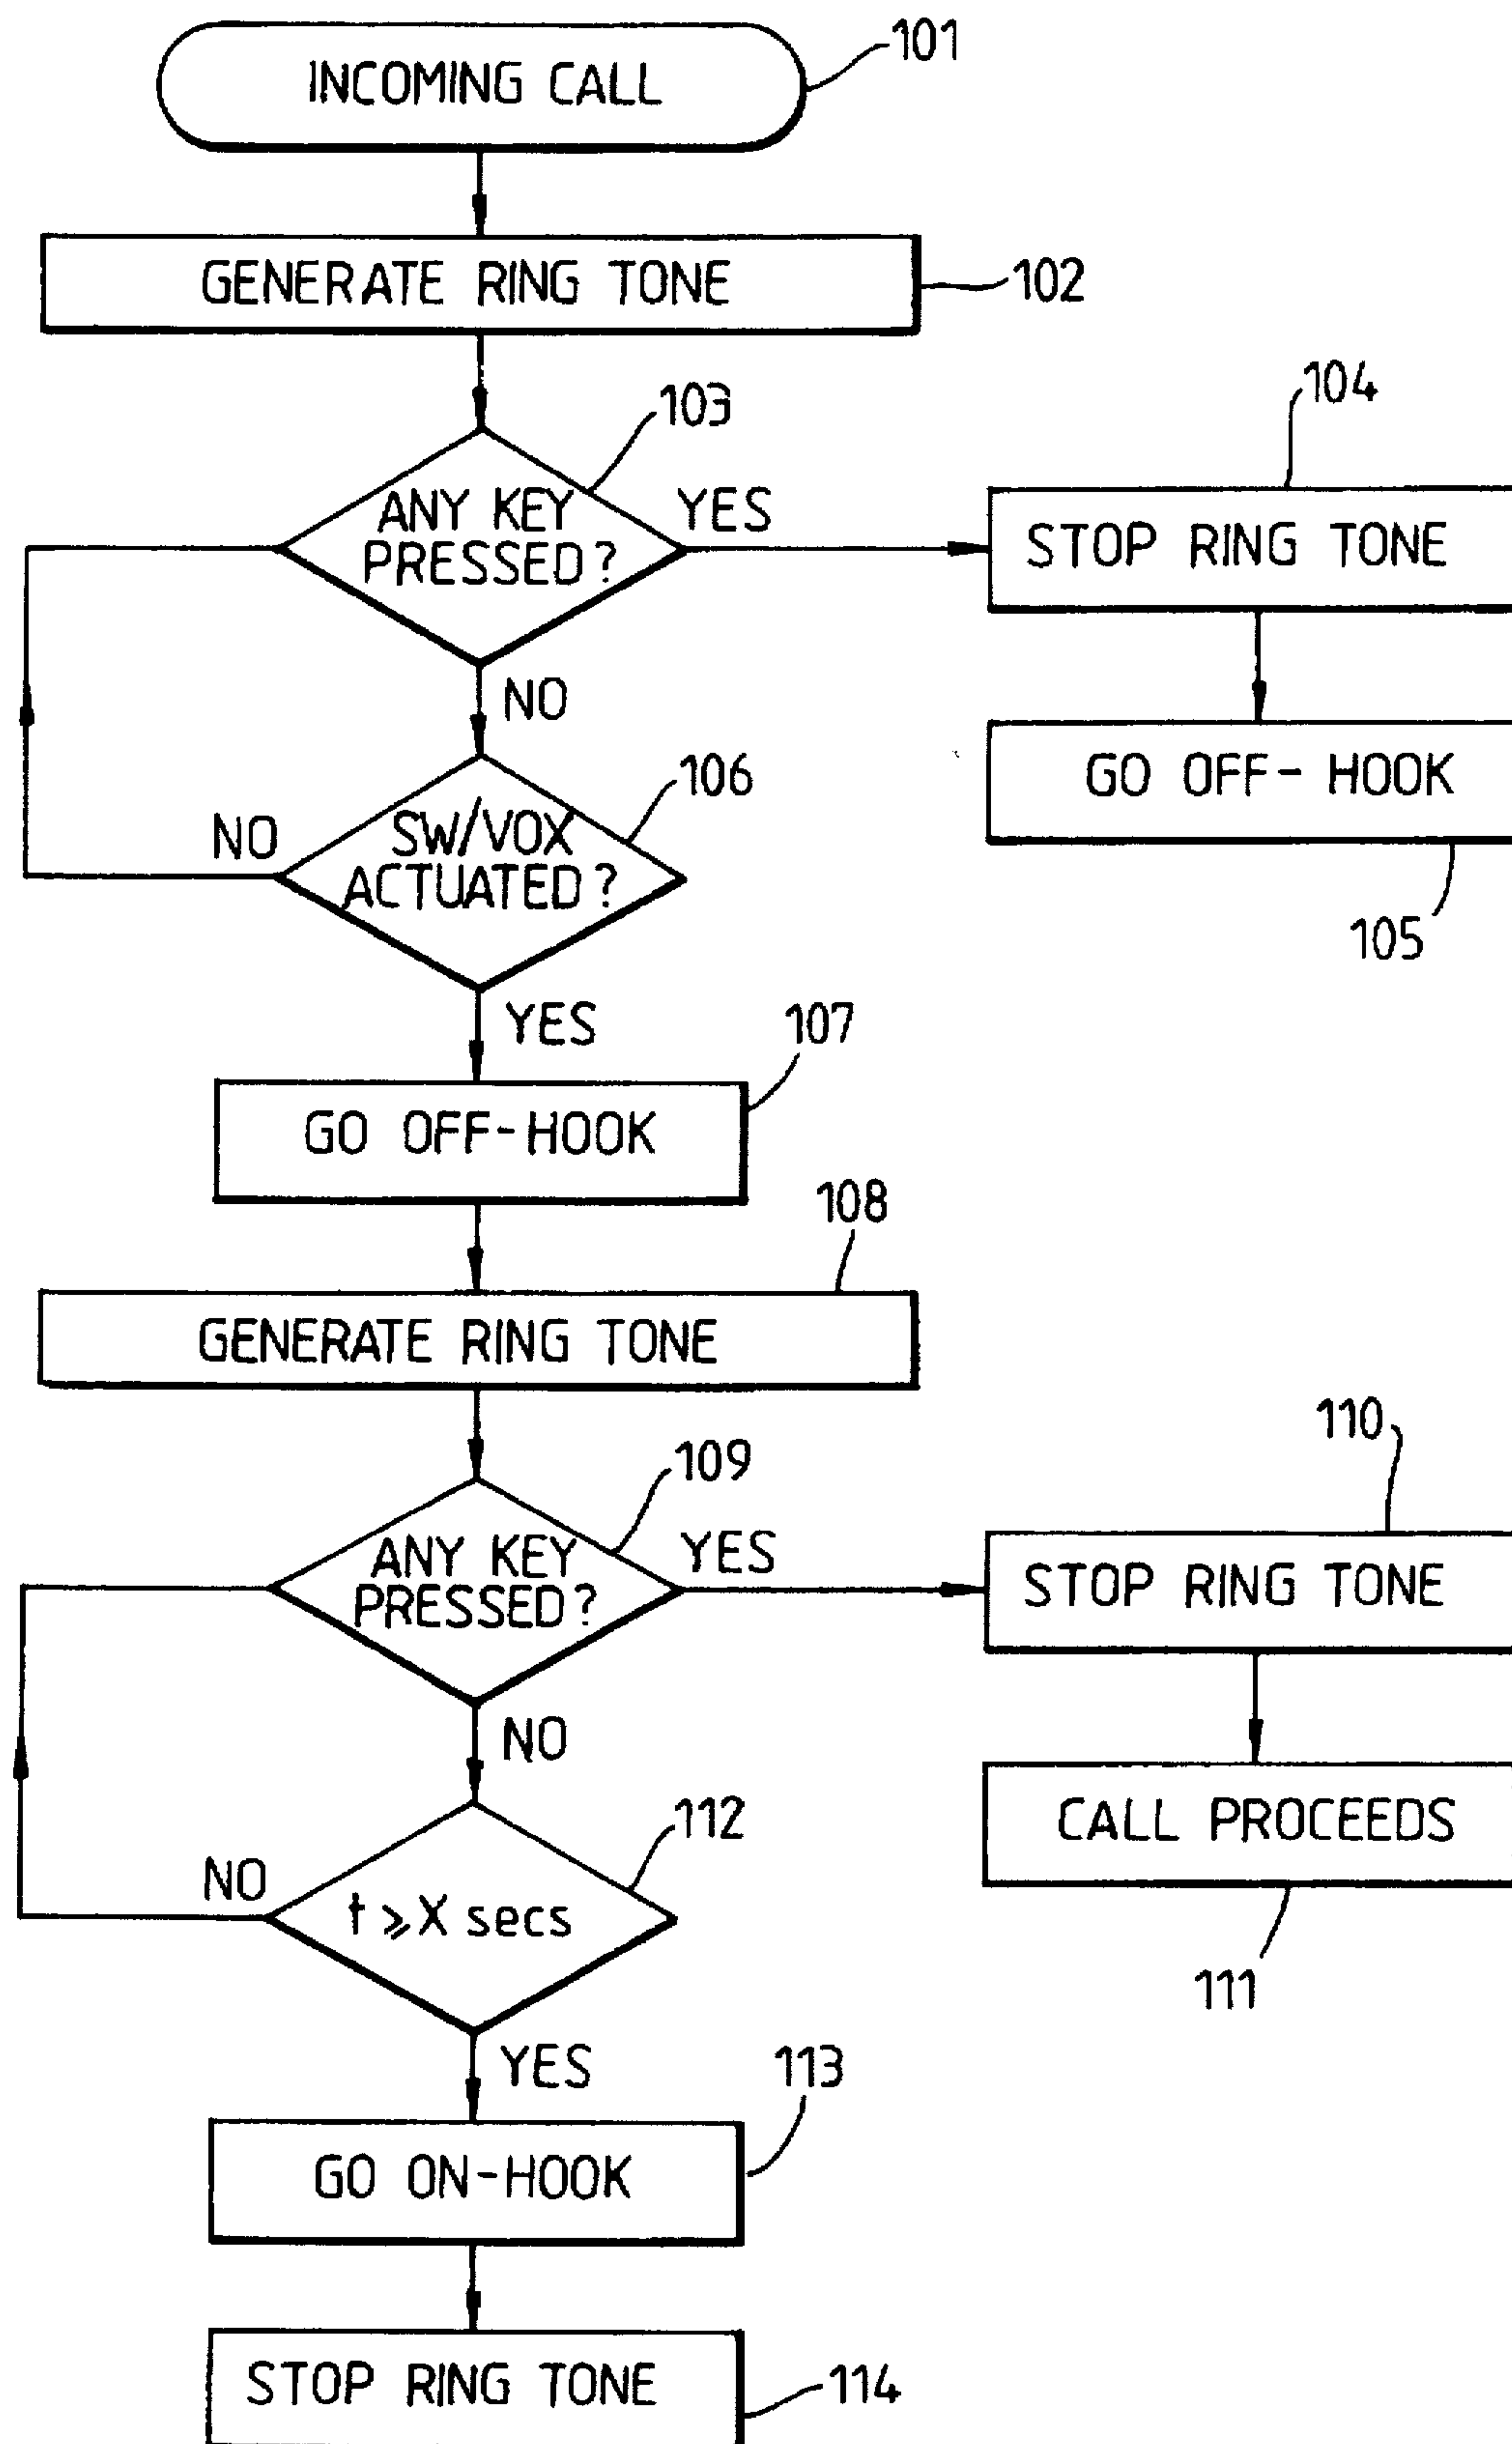 INCOMING CALL
101
GENERATE RING TONE
102
103
ANY KEY
PRESSED?
YES
104
STOP RING TONE
NO
GO OFF-HOOK
105
106
SW/VOX
ACTUATED?
NO
YES
107
GO OFF-HOOK
108
GENERATE RING TONE
109
ANY KEY
PRESSED?
YES
110
STOP RING TONE
NO
CALL PROCEEDS
111
112
t ⩾ X secs
NO
YES
113
GO ON-HOOK
STOP RING TONE
114